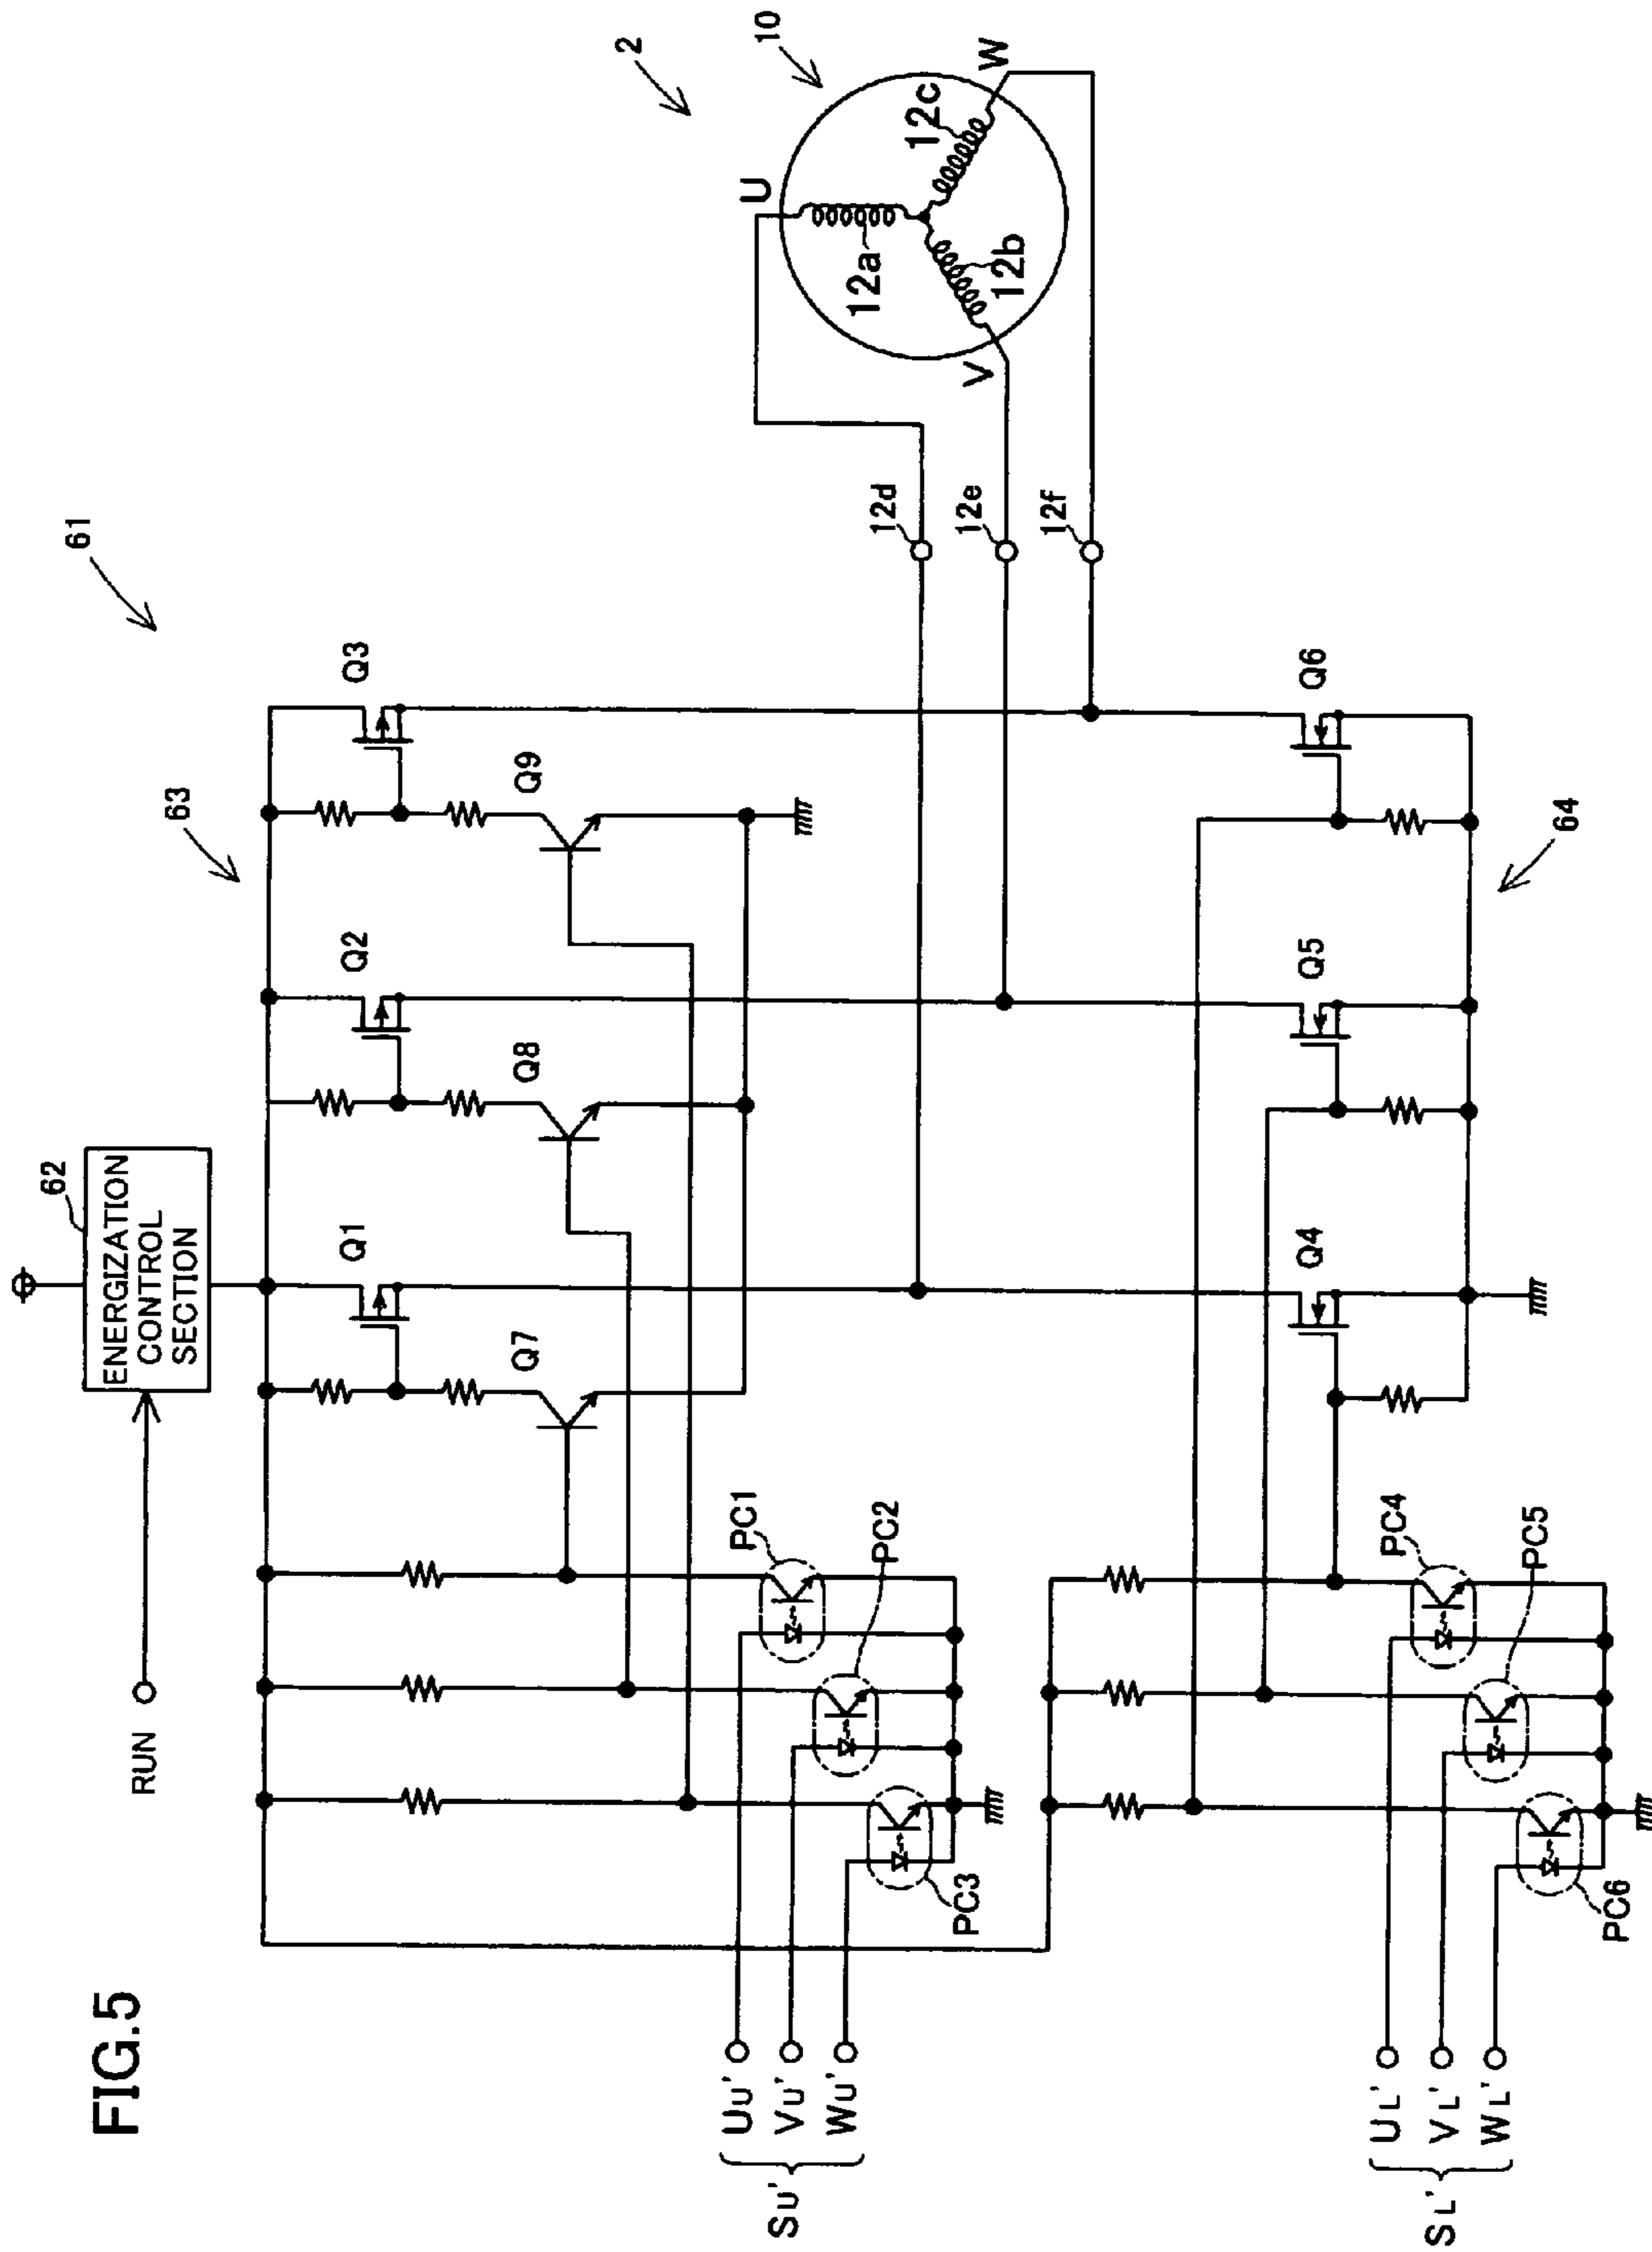 FIG.5
RUN
62
ENERGIZATION
CONTROL
SECTION
61
63
Q1
Q2
Q3
Q7
Q8
Q9
2
10
U
V
W
12a
12b
12c
12d
12e
12f
PC1
PC2
PC3
UU'
VU'
WU'
SU'
Q4
Q5
Q6
64
PC4
PC5
PC6
UL'
VL'
WL'
SL'